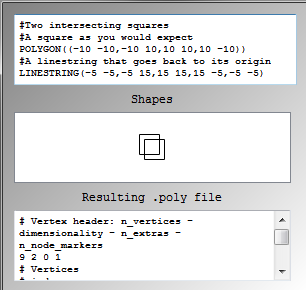 #Two intersecting squares
#A square as you would expect
POLYGON((-10 -10,-10 10,10 10,10 -10))
#A linestring that goes back to its origin
LINESTRING(-5 -5,-5 15,15 15,15 -5,-5 -5)
Shapes
Resulting .poly file
# Vertex header: n_vertices -
dimensionality - n_extras -
n_node_markers
9 2 0 1
# Vertices